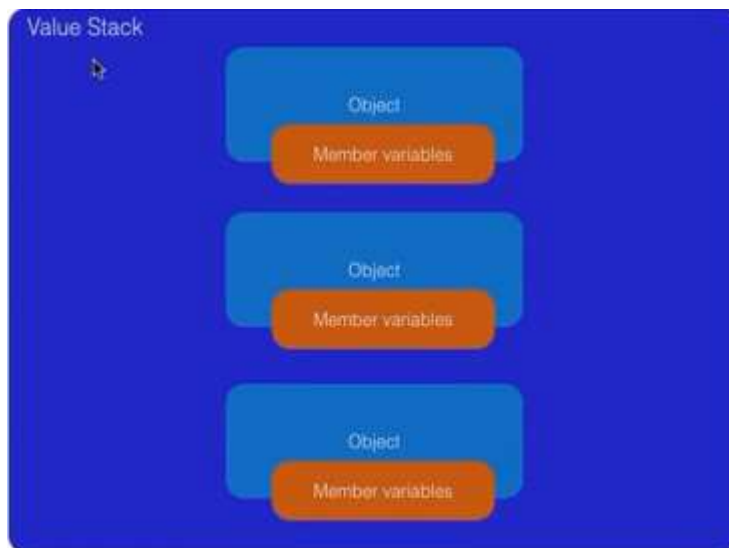 Value Stack
Object
Member variables
Object
Member variables
Object
Member variables